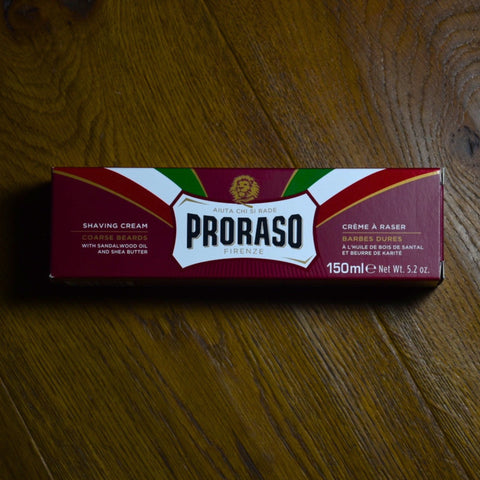 SHAVING CREAM
COARSE BEARDS
WITH SANDALWOOD OIL
AND SHEA BUTTER
AIUTA CHI SI RADE
PRORASO
FIRENZE
CRÈME À RASER
BARBES DURES
À L'HUILE DE BOIS DE SANTAL
ET BEURRE DE KARITÉ
150ml℮ Net Wt. 5.2 oz.